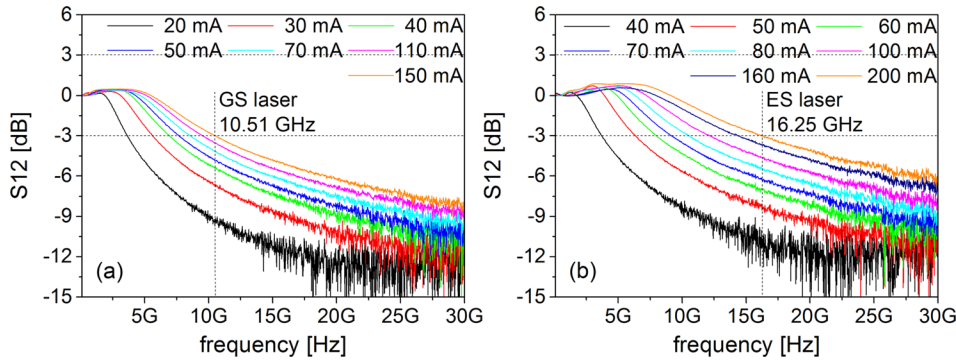 20 mA 30 mA 40 mA
50 mA 70 mA 110 mA
150 mA
GS laser
10.51 GHz
6
3
0
-3
-6
-9
-12
-15
S12 [dB]
(a)
5G 10G 15G 20G 25G 30G
frequency [Hz]
40 mA 50 mA 60 mA
70 mA 80 mA 100 mA
160 mA 200 mA
ES laser
16.25 GHz
6
3
0
-3
-6
-9
-12
-15
S12 [dB]
(b)
5G 10G 15G 20G 25G 30G
frequency [Hz]